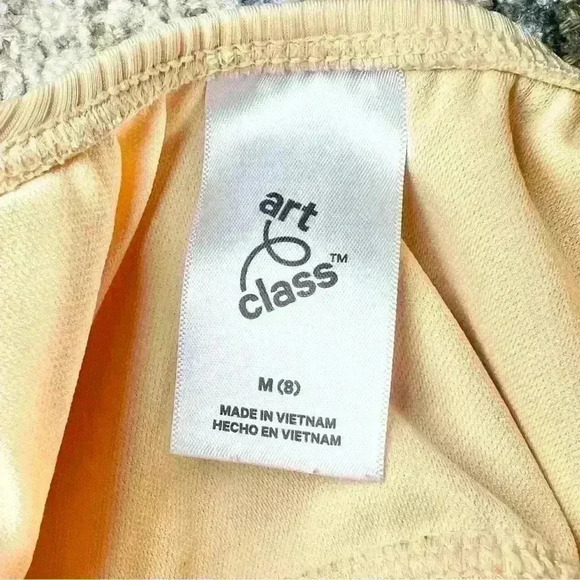 art
class™
M (8)
MADE IN VIETNAM
HECHO EN VIETNAM